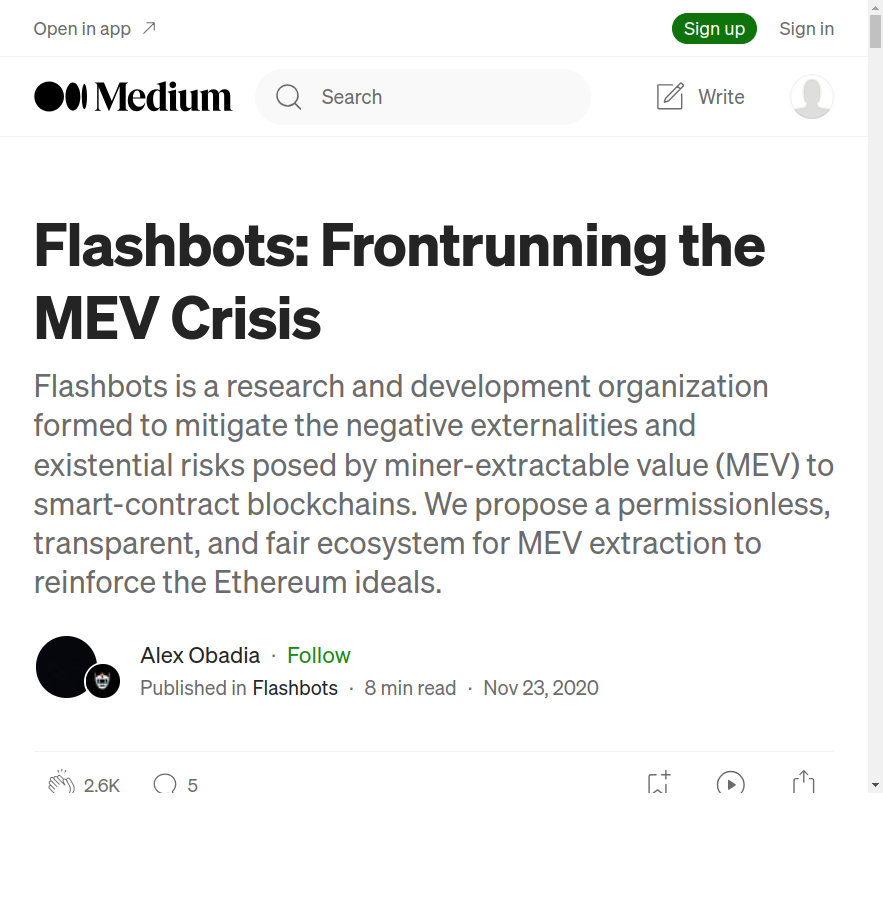 Open in app
Sign up
Sign in
Medium
Search
Write
Flashbots: Frontrunning the
MEV Crisis
Flashbots is a research and development organization
formed to mitigate the negative externalities and
existential risks posed by miner-extractable value (MEV) to
smart-contract blockchains. We propose a permissionless,
transparent, and fair ecosystem for MEV extraction to
reinforce the Ethereum ideals.
Alex Obadia · Follow
Published in Flashbots · 8 min read · Nov 23, 2020
2.6K
5